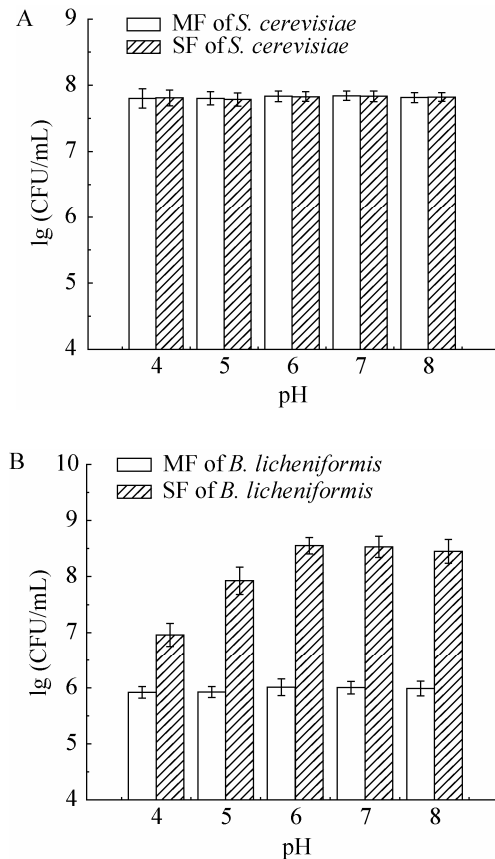 A
MF of S. cerevisiae
SF of S. cerevisiae
9
8
7
6
5
4
lg (CFU/mL)
4 5 6 7 8
pH
B
MF of B. licheniformis
SF of B. licheniformis
10
9
8
7
6
5
4
lg (CFU/mL)
4 5 6 7 8
pH